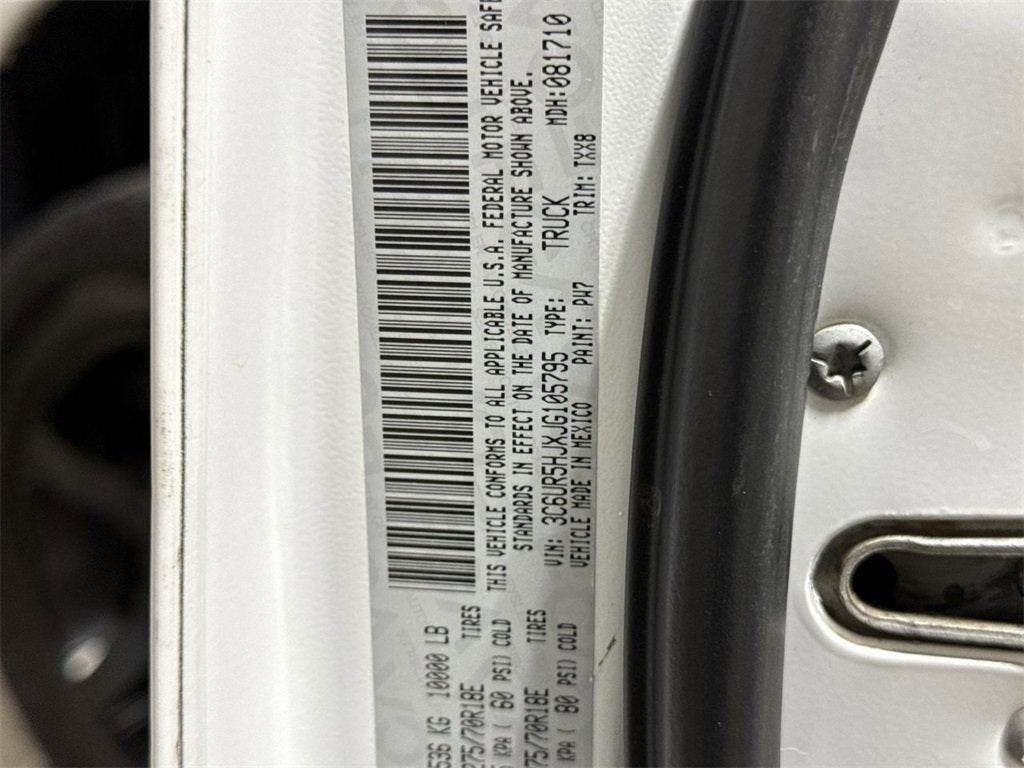 536 KG 10000 LB
275/70R18E TIRES
KPA ( 60 PSI) COLD
75/70R18E TIRES
KPA ( 80 PSI) COLD
THIS VEHICLE CONFORMS TO ALL APPLICABLE U.S.A. FEDERAL MOTOR VEHICLE SAFE
STANDARDS IN EFFECT ON THE DATE OF MANUFACTURE SHOWN ABOVE.
VIN: 3C6UR5HJXJG105795 TYPE: TRUCK MDH:081710
VEHICLE MADE IN MEXICO PAINT: PW7 TRIM: TXX8